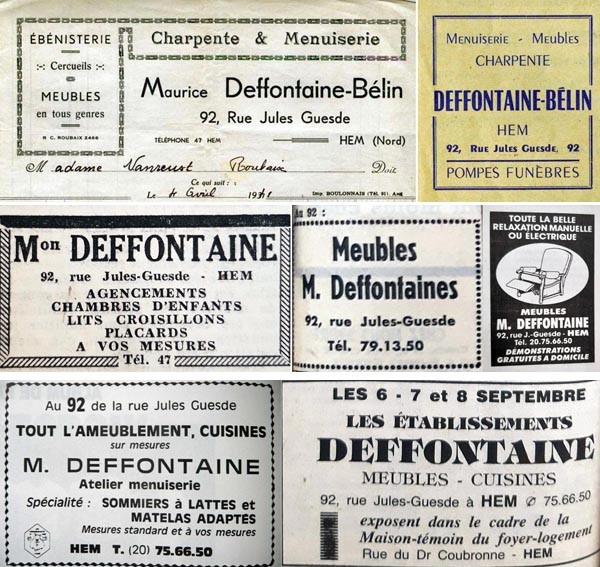 ÉBÉNISTERIE
Cercueils
MEUBLES
en tous genres
R. C. ROUBAIX 2466
Charpente & Menuiserie
Maurice Deffontaine-Bélin
92, Rue Jules Guesde
TÉLÉPHONE 47 HEM
HEM (Nord)
Madame Roubaix Doit
Ce qui suit :
Le 4 Avril
Imp. BOULONNAIS
Menuiserie - Meubles
CHARPENTE
DEFFONTAINE-BÉLIN
HEM
92, Rue Jules Guesde, 92
POMPES FUNÈBRES
Mon DEFFONTAINE
92, rue Jules-Guesde - HEM
AGENCEMENTS
CHAMBRES D'ENFANTS
LITS CROISILLONS
PLACARDS
A VOS MESURES
Tél. 47
Au 92 :
Meubles
M. Deffontaines
92, rue Jules-Guesde
Tél. 79.13.50
TOUTE LA BELLE
RELAXATION MANUELLE
OU ÉLECTRIQUE
MEUBLES
M. DEFFONTAINE
92, rue J.-Guesde - HEM
Tél. 20.75.66.50
DÉMONSTRATIONS
GRATUITES A DOMICILE
Au 92 de la rue Jules Guesde
TOUT L'AMEUBLEMENT, CUISINES
sur mesures
M. DEFFONTAINE
Atelier menuiserie
Spécialité : SOMMIERS à LATTES et
MATELAS ADAPTÉS
Mesures standard et à vos mesures
HEM T. (20) 75.66.50
LES 6 - 7 et 8 SEPTEMBRE
LES ÉTABLISSEMENTS
DEFFONTAINE
MEUBLES - CUISINES
92, rue Jules-Guesde à HEM ✆ 75.66.50
exposent dans le cadre de la
Maison-témoin du foyer-logement
Rue du Dr Coubronne - HEM